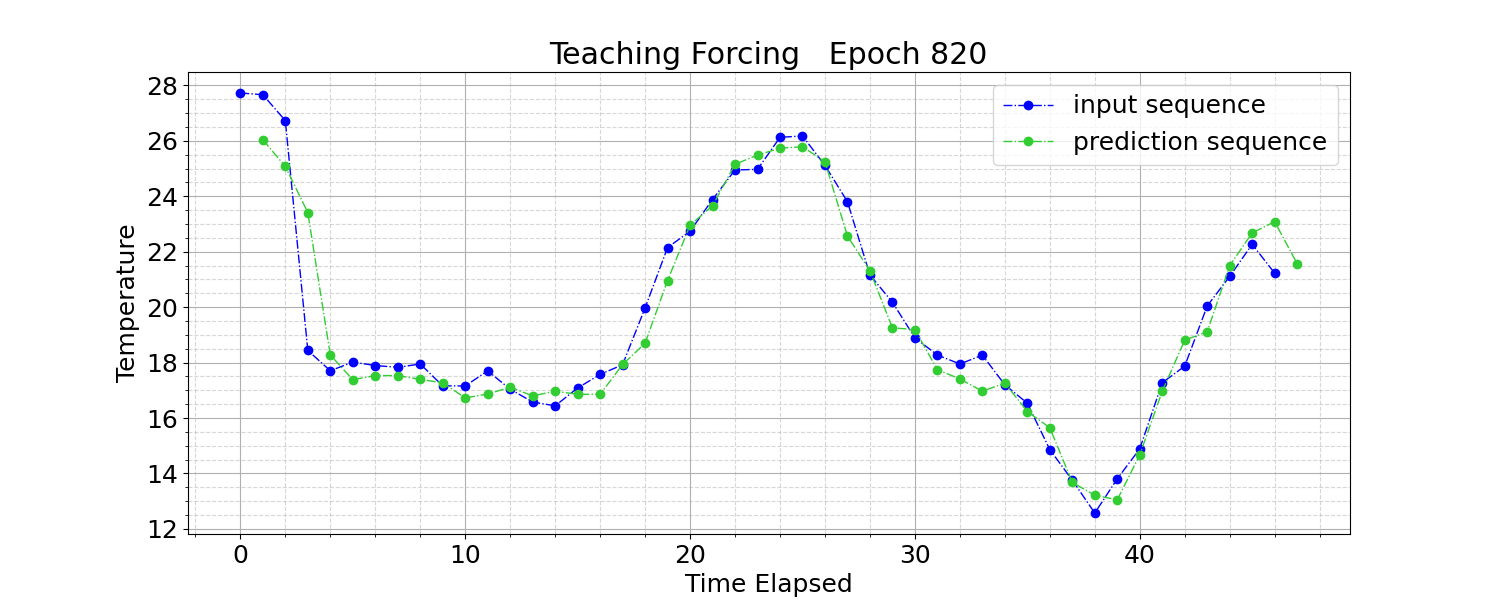 Teaching Forcing   Epoch 820
28
26
24
22
20
18
16
14
12
Temperature
input sequence
prediction sequence
0 10 20 30 40
Time Elapsed